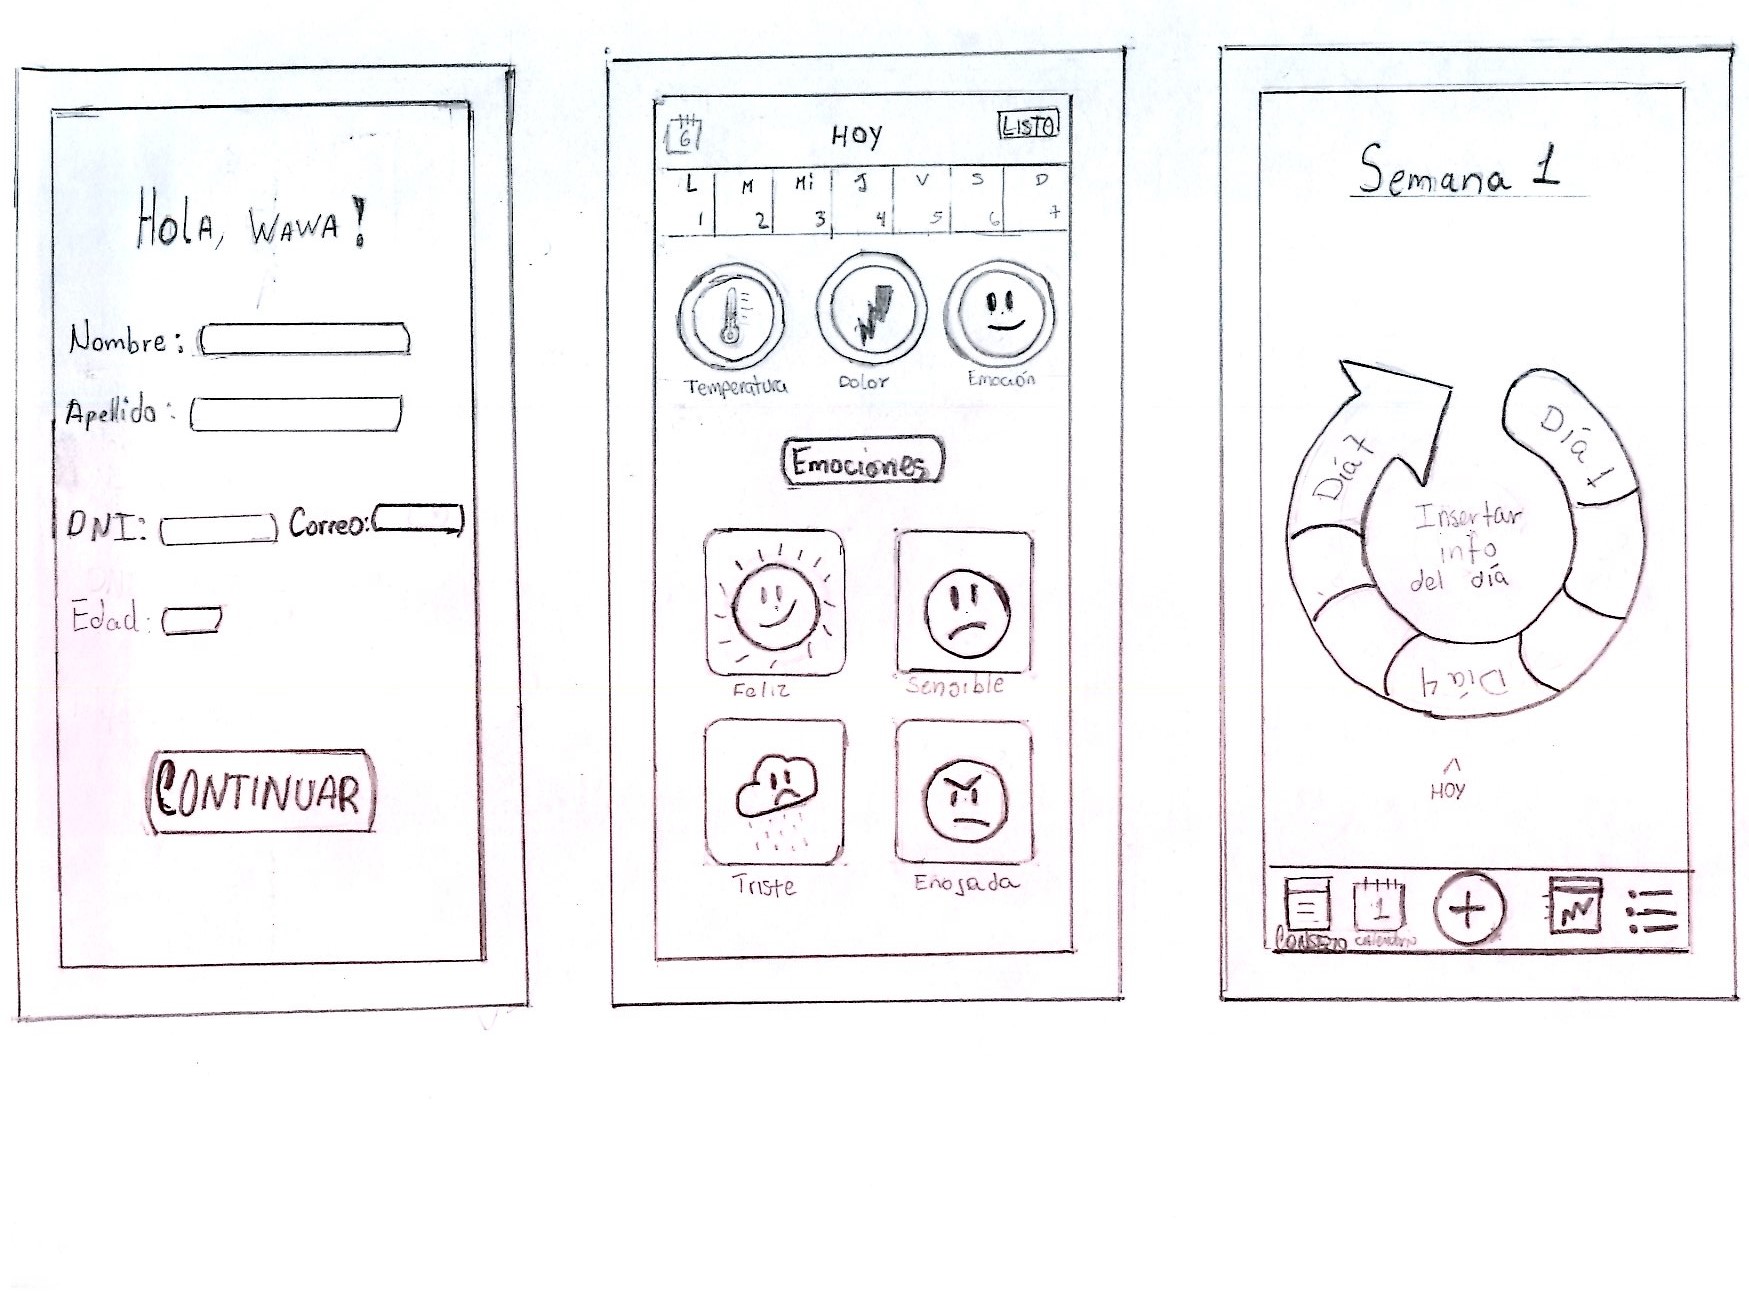 HolA, WAWA!
Nombre:
Apellido:
DNI: Correo:
Edad:
CONTINUAR
6 HOY LISTO
L M Mi J V S D
1 2 3 4 5 6 7
Temperatura Dolor Emoción
Emociones
Feliz Sensible
Triste Enojada
Semana 1
Día 1
Día 4
Día 7
Insertar
info
del día
^
HOY
1
CONSEJO calendario